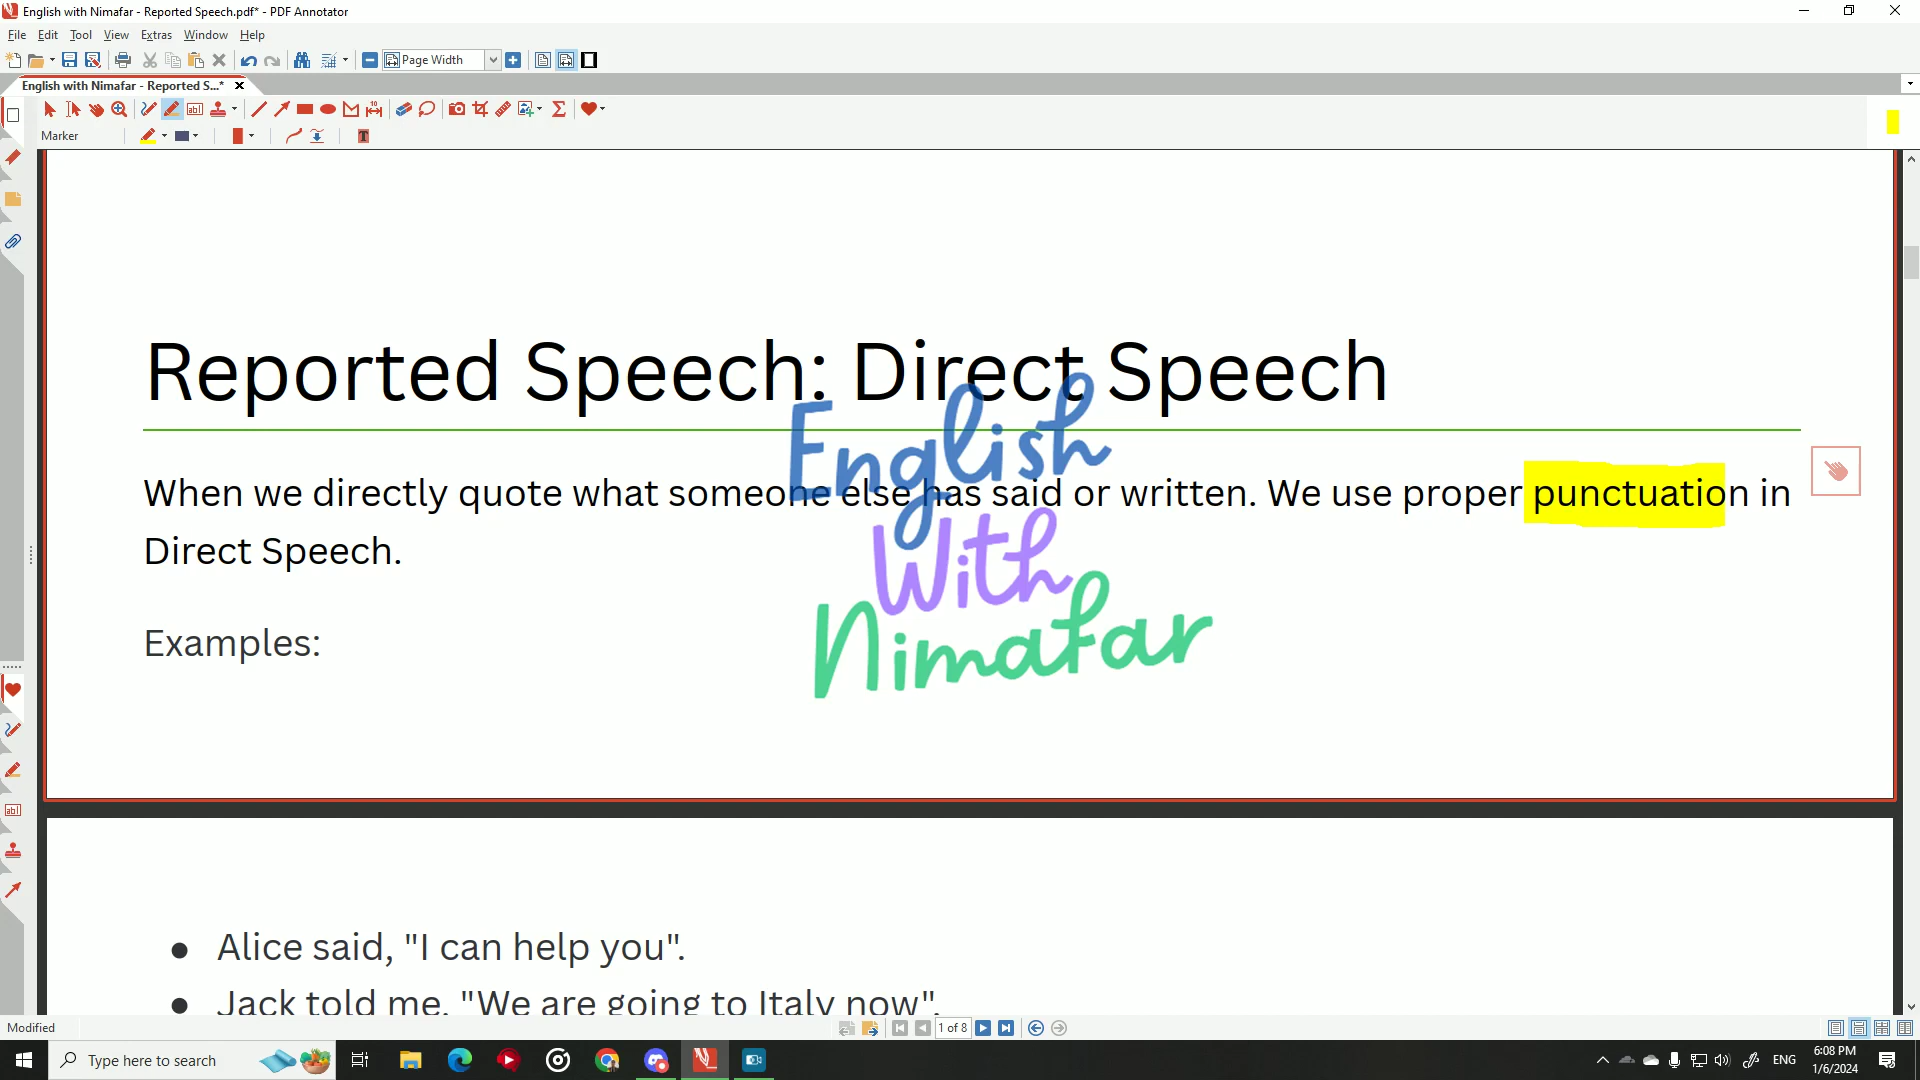 English with Nimafar - Reported Speech.pdf* - PDF Annotator
File Edit Tool View Extras Window Help
Page Width
English with Nimafar - Reported S...*
Marker
Reported Speech: Direct Speech
When we directly quote what someone else has said or written. We use proper punctuation in
Direct Speech.
Examples:
English
With
Nimafar
Alice said, "I can help you".
Jack told me, "We are going to Italy now".
Modified
1 of 8
Type here to search
ENG
6:08 PM
1/6/2024